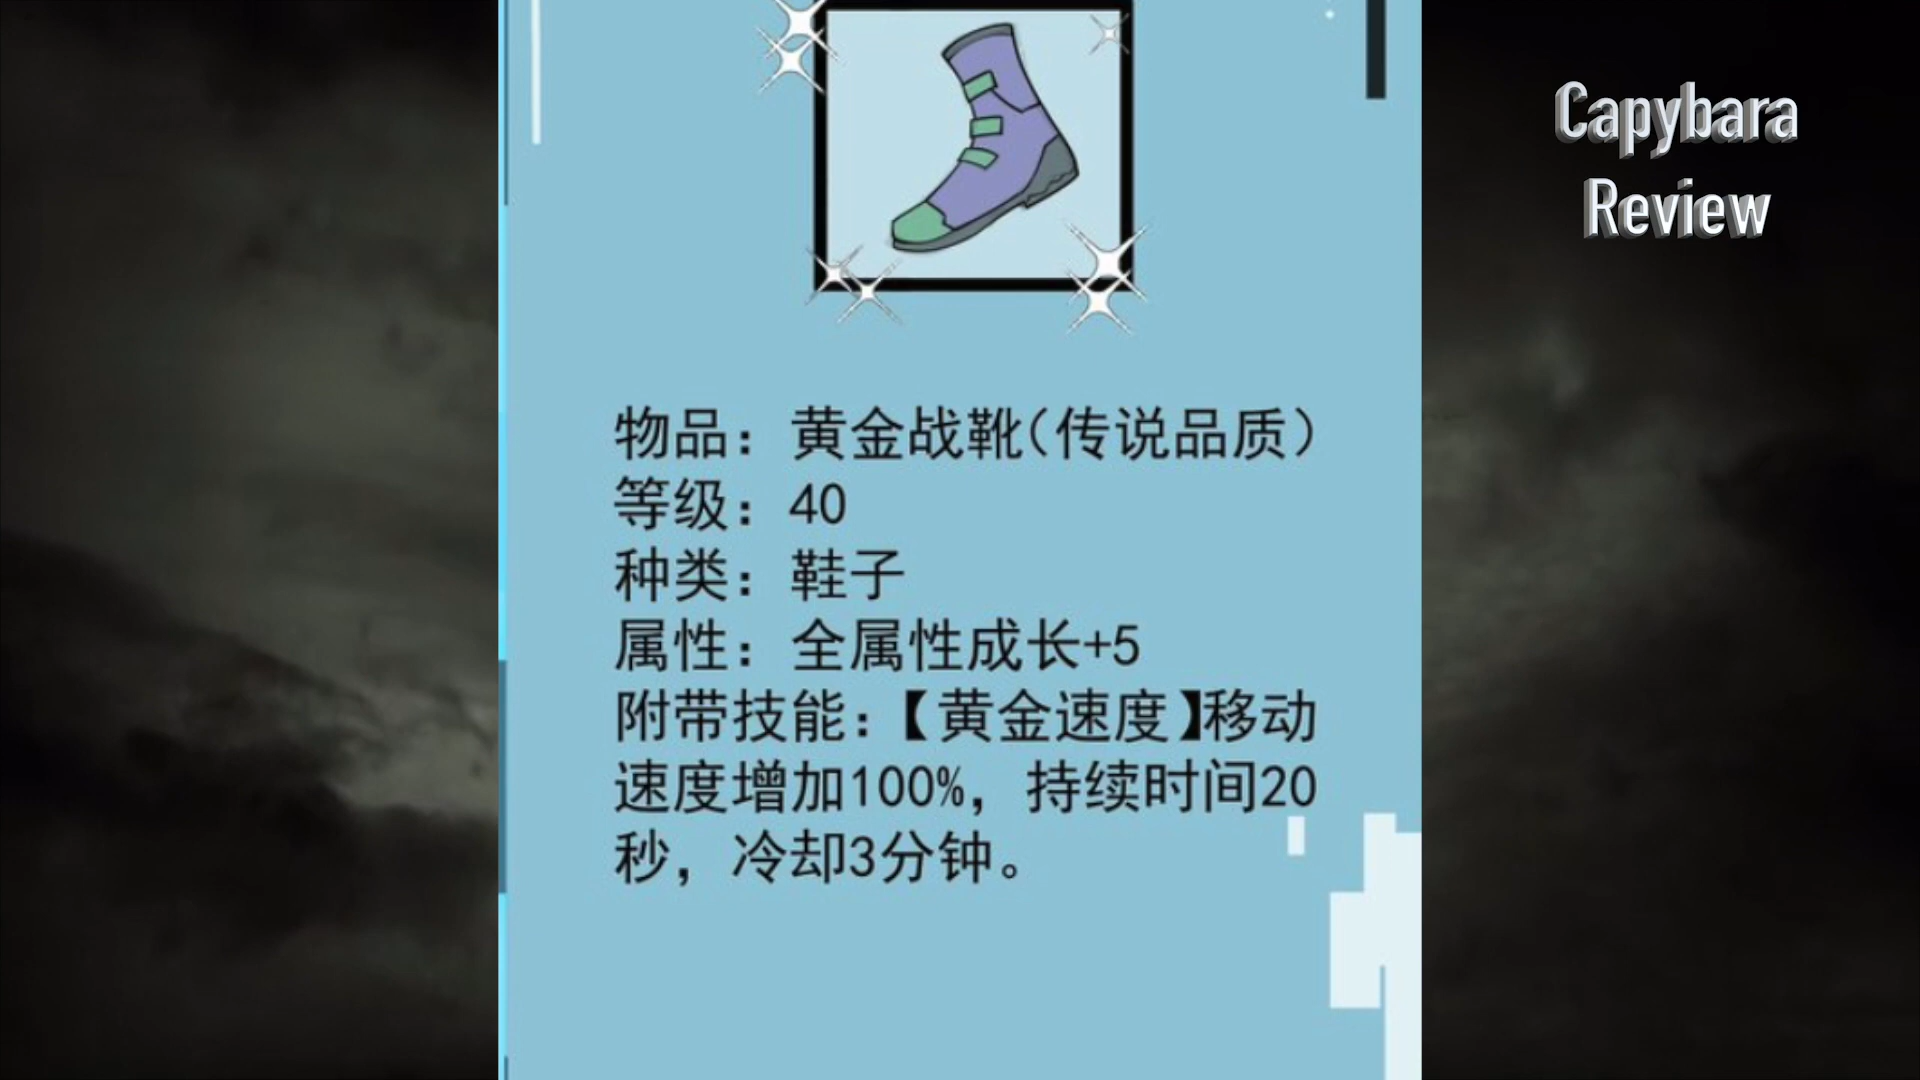 Capybara
Review
物品：黄金战靴（传说品质）
等级：40
种类：鞋子
属性：全属性成长+5
附带技能：【黄金速度】移动
速度增加100%，持续时间20
秒，冷却3分钟。